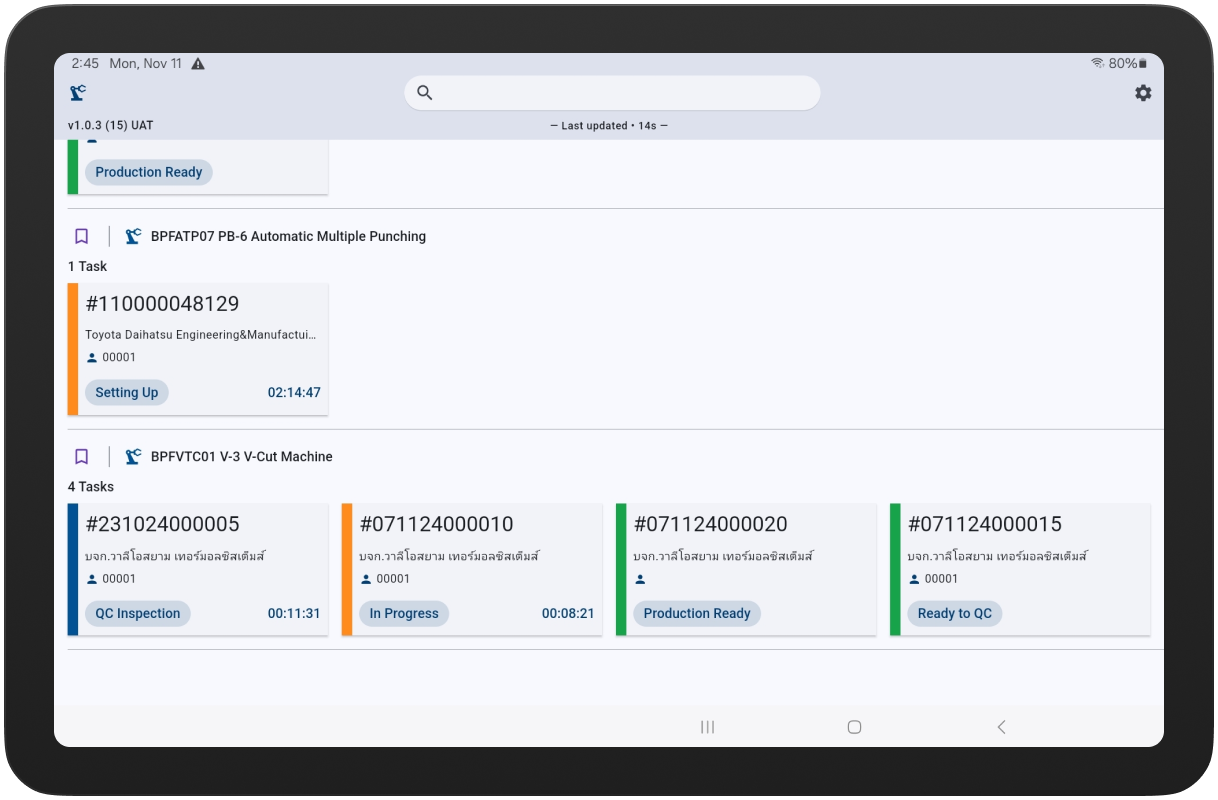 2:45 Mon, Nov 11 80%
v1.0.3 (15) UAT — Last updated • 14s —
Production Ready
BPFATP07 PB-6 Automatic Multiple Punching
1 Task
#110000048129
Toyota Daihatsu Engineering&Manufactui...
00001
Setting Up 02:14:47
BPFVTC01 V-3 V-Cut Machine
4 Tasks
#231024000005 #071124000010 #071124000020 #071124000015
บจก.วาลีโอสยาม เทอร์มอลซิสเต็มส์ บจก.วาลีโอสยาม เทอร์มอลซิสเต็มส์ บจก.วาลีโอสยาม เทอร์มอลซิสเต็มส์ บจก.วาลีโอสยาม เทอร์มอลซิสเต็มส์
00001 00001 00001
QC Inspection 00:11:31 In Progress 00:08:21 Production Ready Ready to QC